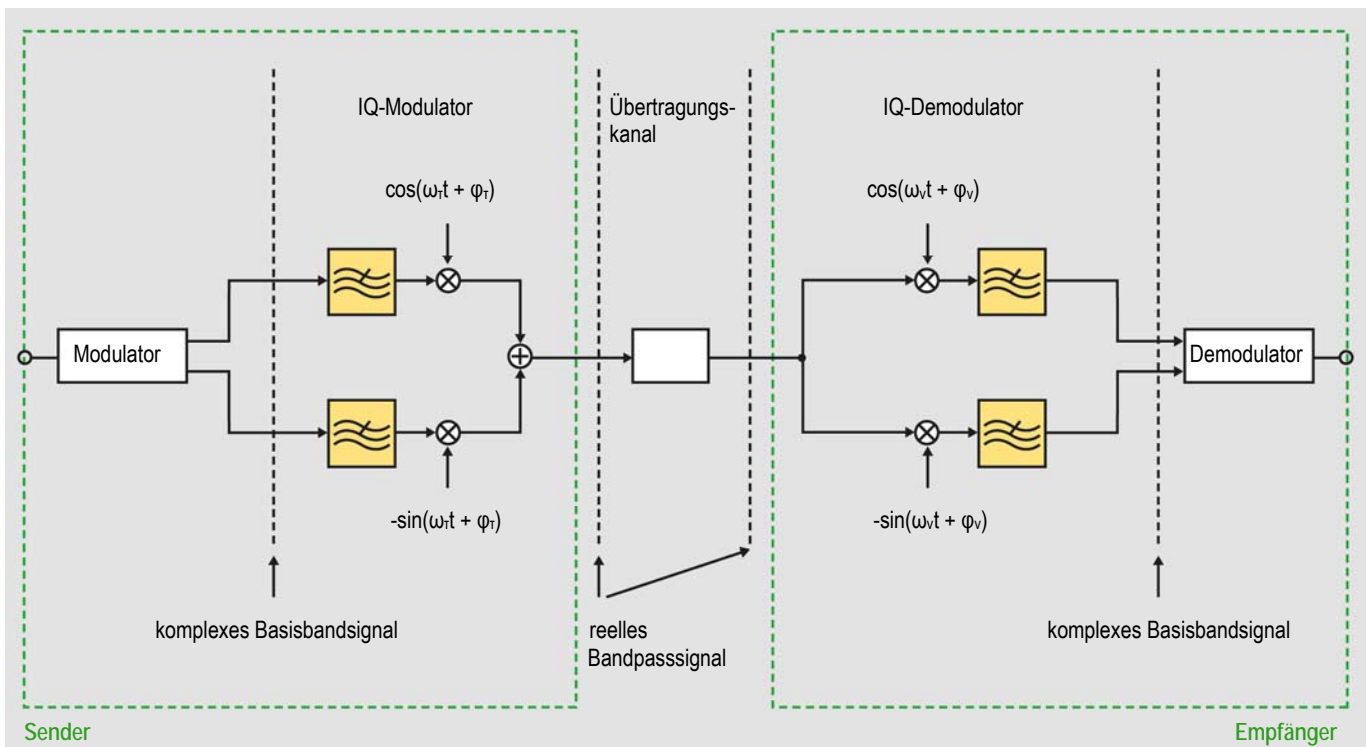 IQ-Modulator
Übertragungs-
kanal
IQ-Demodulator
cos(ωTt + φT)
cos(ωVt + φV)
Modulator
Demodulator
-sin(ωTt + φT)
-sin(ωVt + φV)
komplexes Basisbandsignal
reelles
Bandpasssignal
komplexes Basisbandsignal
Sender
Empfänger